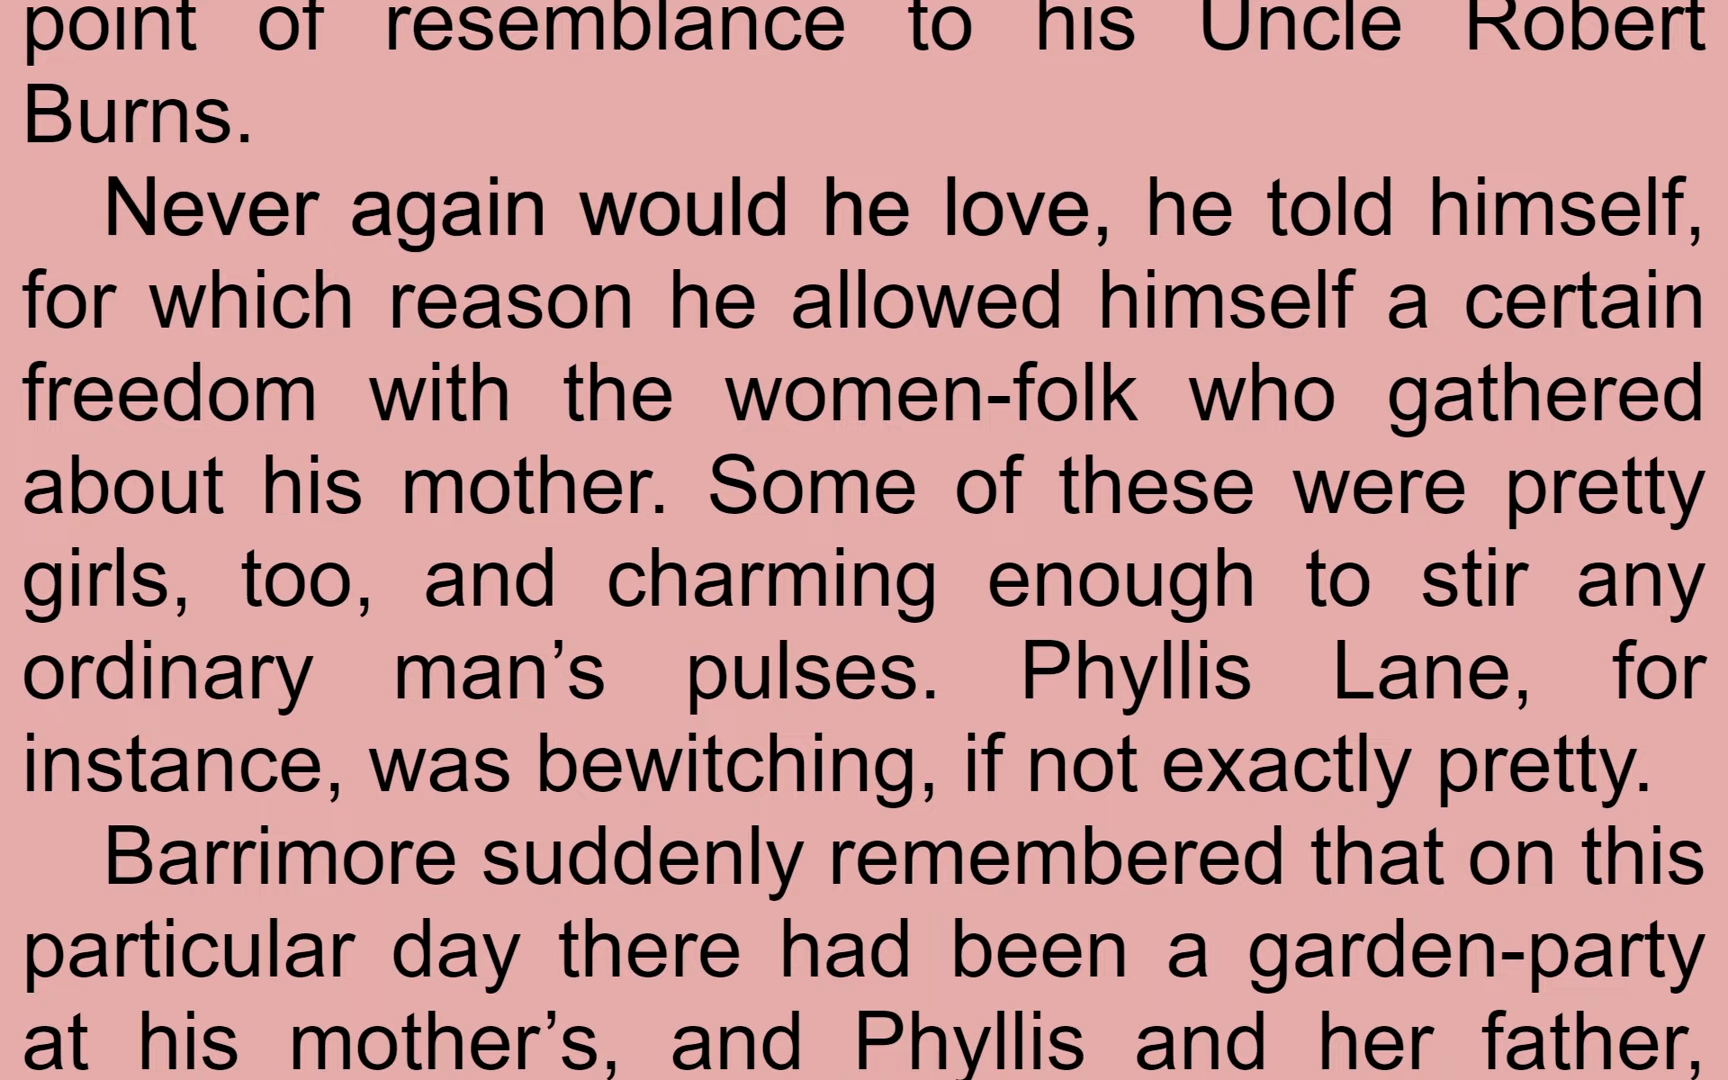 point of resemblance to his Uncle Robert
Burns.
Never again would he love, he told himself,
for which reason he allowed himself a certain
freedom with the women-folk who gathered
about his mother. Some of these were pretty
girls, too, and charming enough to stir any
ordinary man’s pulses. Phyllis Lane, for
instance, was bewitching, if not exactly pretty.
Barrimore suddenly remembered that on this
particular day there had been a garden-party
at his mother’s, and Phyllis and her father,